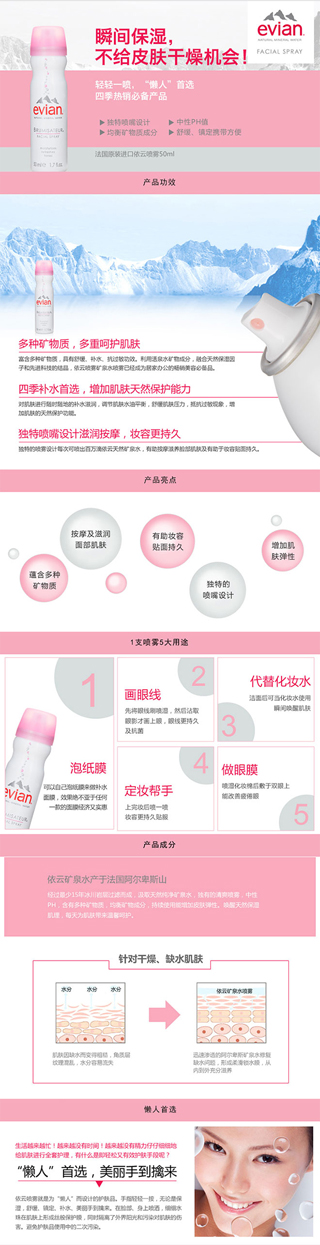 瞬间保湿，
不给皮肤干燥机会！
evian
NATURAL MINERAL WATER
FACIAL SPRAY
轻轻一喷，“懒人”首选
四季热销必备产品
▶ 独特喷嘴设计 ▶ 中性PH值
▶ 均衡矿物质成分 ▶ 舒缓、镇定携带方便
法国原装进口依云喷雾50ml
evian
产品功效
多种矿物质，多重呵护肌肤
富含多种矿物质，具有舒缓、补水、抗过敏功效。利用活泉水矿物成分，融合天然保湿因
子和先进科技的结晶，依云喷雾矿泉水喷雾已经成为居家办公的畅销美容必备品。
四季补水首选，增加肌肤天然保护能力
对肌肤进行随时随地的补水滋润，调节肌肤水油平衡，舒缓肌肤压力，抵抗过敏现象，增
加肌肤的天然保护功能。
独特喷嘴设计滋润按摩，妆容更持久
独特的喷雾设计每次可喷出百万滴依云天然矿泉水，有助按摩滋养脸部肌肤及有助于妆容贴面持久。
产品亮点
按摩及滋润
面部肌肤
有助妆容
贴面持久
增加肌
肤弹性
蕴含多种
矿物质
独特的
喷嘴设计
1支喷雾5大用途
1
泡纸膜
可以自己泡纸膜来做补水
面膜，效果绝不亚于任何
一款的面膜经济又实惠
evian
2
画眼线
先将眼线刷喷湿，然后沾取
眼影才画上眼，眼线更持久
及抗菌
代替化妆水
洁面后可当化妆水使用
瞬间唤醒肌肤
3
4
定妆帮手
上完妆后喷一喷
妆容更持久贴服
做眼膜
喷湿化妆棉后敷于双眼上
能改善疲倦眼
5
产品成分
依云矿泉水产于法国阿尔卑斯山
经过最少15年冰川岩层过滤而成，汲取天然纯净矿泉水，独有的清爽喷雾，中性
PH，含有多种矿物质，均衡矿物成分，持续使用能增加皮肤弹性。唤醒天然保湿
肌理，每天为肌肤带来温馨呵护。
针对干燥、缺水肌肤
水分 水分 水分
依云矿泉水喷雾
肌肤因缺水而变得粗糙，角质层
纹理混乱，水分容易流失
迅速渗透的阿尔卑斯矿泉水修复
缺水问题，形成柔滑锁水膜，从
内到外充分滋养
懒人首选
生活越来越忙！越来越没有时间！越来越没有精力仔仔细细地
给肌肤进行全套护理，有什么是即轻松又有效护肤手段呢？
“懒人”首选，美丽手到擒来
依云喷雾就是为“懒人”而设计的护肤品。手指轻轻一按，无论是保
湿，舒缓，镇定，补水。美丽手到擒来。在脸部、身上喷洒，细细水
珠在肌肤上形成丝般保护膜，同时隔离了外界阳光和污染对肌肤的伤
害。避免护肤品使用中的二次污染。